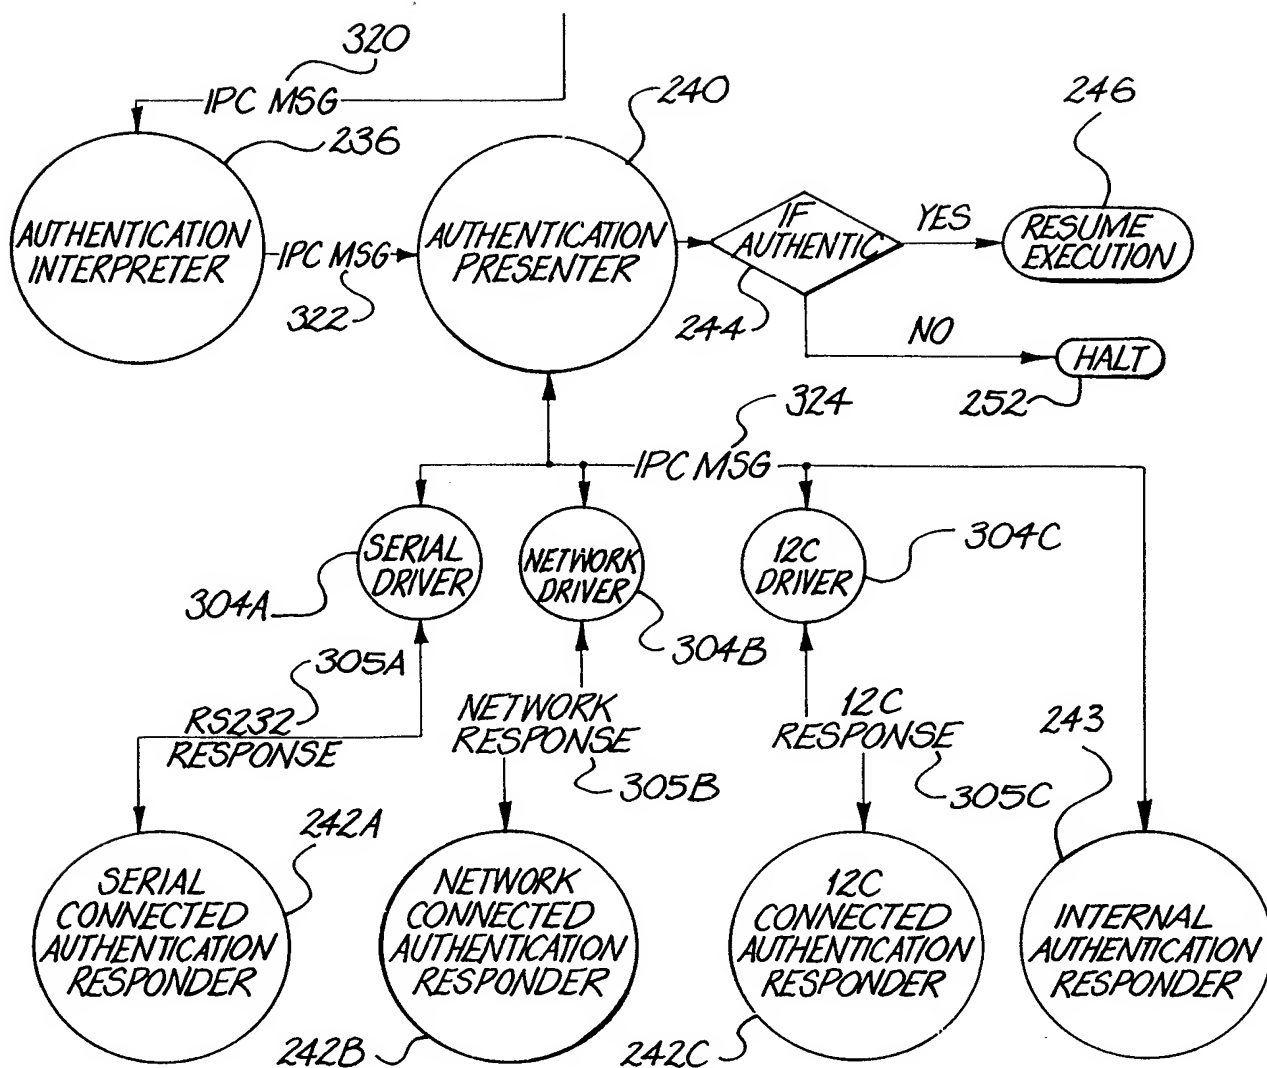 320
IPC MSG
236
240
246
AUTHENTICATION
INTERPRETER
IPC MSG
322
AUTHENTICATION
PRESENTER
IF
AUTHENTIC
244
YES
RESUME
EXECUTION
NO
HALT
252
324
IPC MSG
SERIAL
DRIVER
304A
NETWORK
DRIVER
304B
12C
DRIVER
304C
305A
RS232
RESPONSE
NETWORK
RESPONSE
305B
12C
RESPONSE
305C
243
242A
SERIAL
CONNECTED
AUTHENTICATION
RESPONDER
NETWORK
CONNECTED
AUTHENTICATION
RESPONDER
242B
12C
CONNECTED
AUTHENTICATION
RESPONDER
242C
INTERNAL
AUTHENTICATION
RESPONDER